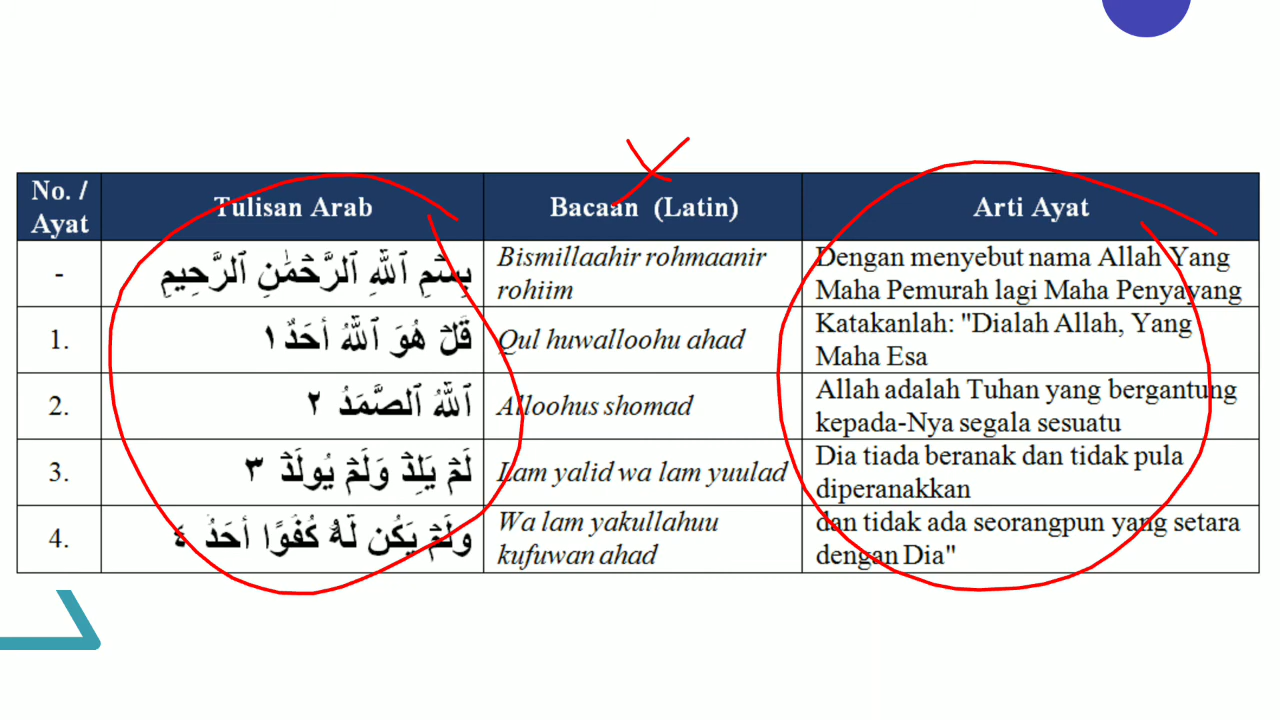 No. / Ayat
Tulisan Arab
Bacaan (Latin)
Arti Ayat
-
بِسۡمِ ٱللَّهِ ٱلرَّحۡمَٰنِ ٱلرَّحِيمِ
Bismillaahir rohmaanir
rohiim
Dengan menyebut nama Allah Yang
Maha Pemurah lagi Maha Penyayang
1.
قُلۡ هُوَ ٱللَّهُ أَحَدٌ ١
Qul huwalloohu ahad
Katakanlah: "Dialah Allah, Yang
Maha Esa
2.
ٱللَّهُ ٱلصَّمَدُ ٢
Alloohus shomad
Allah adalah Tuhan yang bergantung
kepada-Nya segala sesuatu
3.
لَمۡ يَلِدۡ وَلَمۡ يُولَدۡ ٣
Lam yalid wa lam yuulad
Dia tiada beranak dan tidak pula
diperanakkan
4.
وَلَمۡ يَكُن لَّهُۥ كُفُوًا أَحَدُۢ ٤
Wa lam yakullahuu
kufuwan ahad
dan tidak ada seorangpun yang setara
dengan Dia"